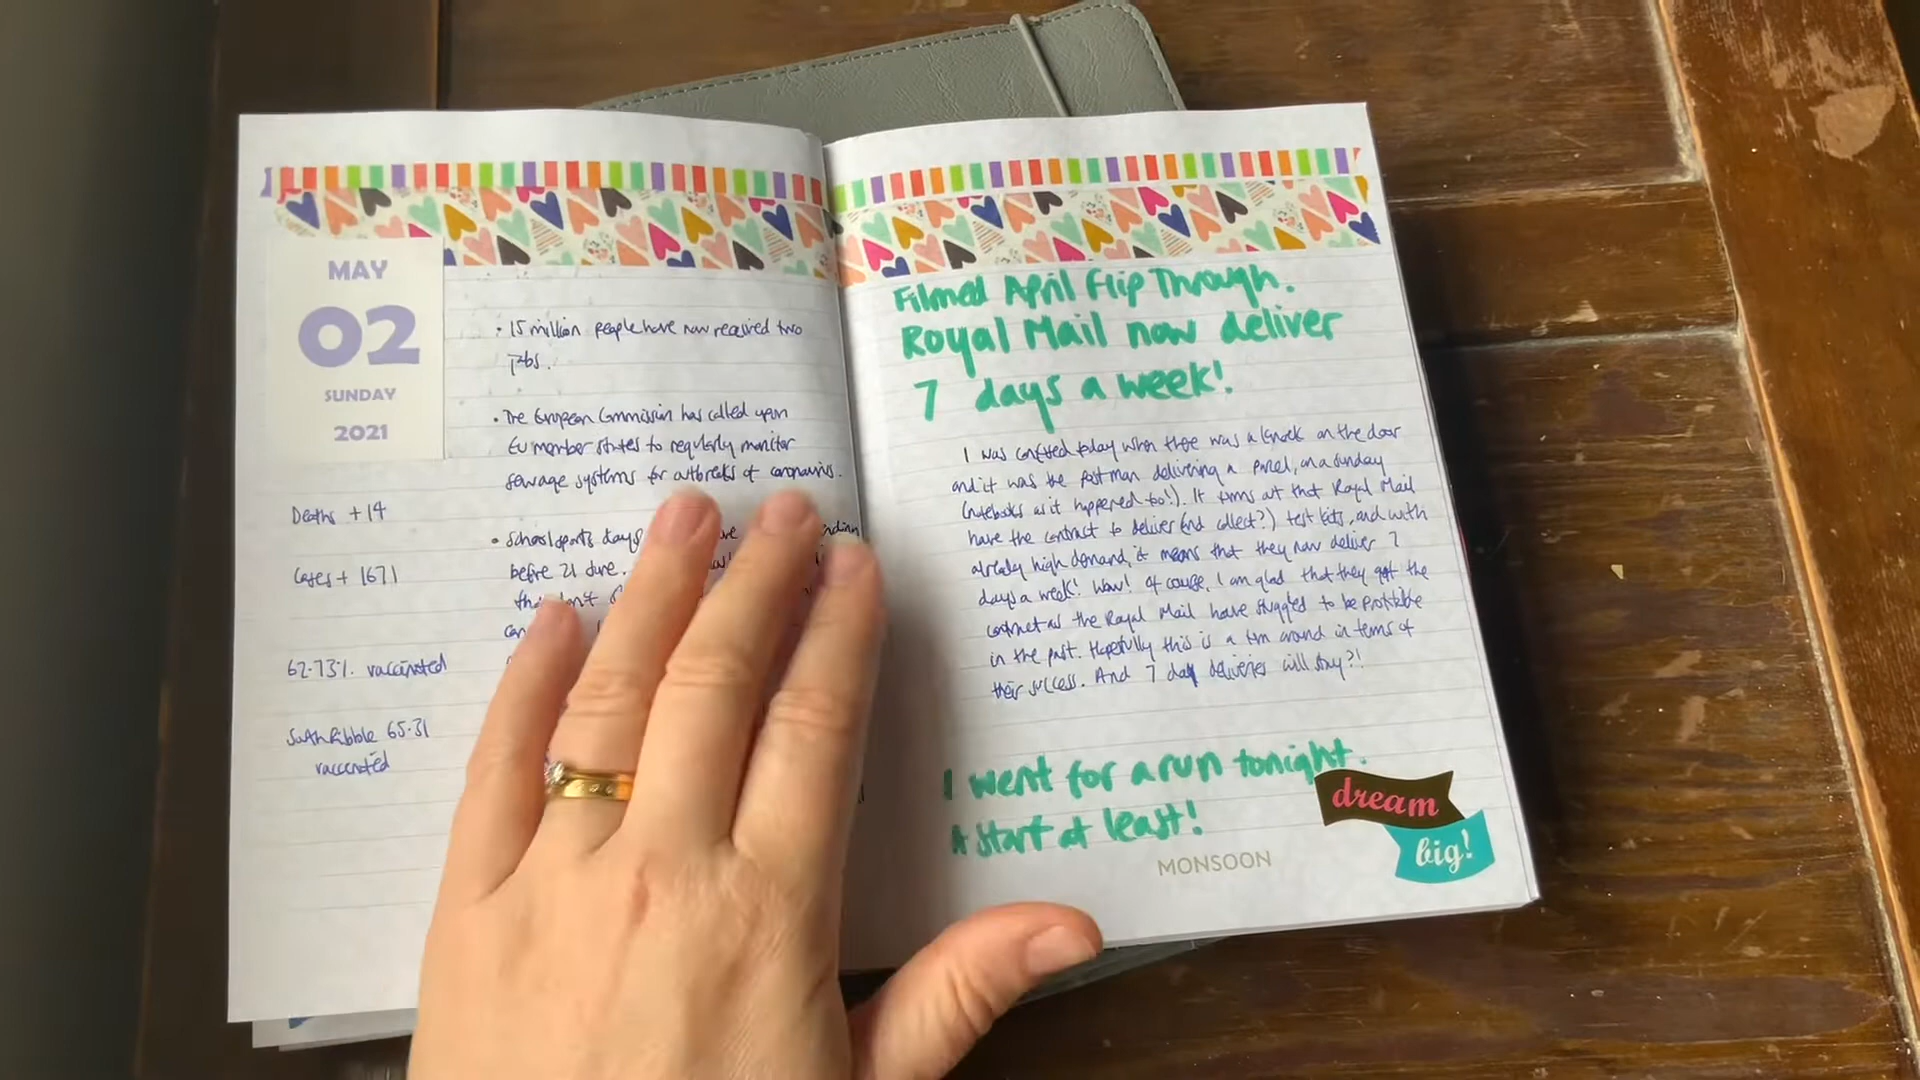 MAY
02
SUNDAY
2021
Deaths +14
Cases + 1671
62.73%. vaccinated
South Ribble 65.31
vaccinated
• 15 million people have now received two
jabs.
• The European Commission has called upon
EU member states to regularly monitor
sewage systems for outbreaks of coronavirus.
• School sports days
before 21 June.
Filmed April Flip Through.
Royal Mail now deliver
7 days a week!
I was confused today when there was a knock on the door
and it was the postman delivering a parcel, on a Sunday
(notebooks as it happened too!). It turns out that Royal Mail
have the contract to deliver (and collect?) test kits, and with
already high demand, it means that they now deliver 7
days a week! Wow! Of course, I am glad that they got the
contract as the Royal Mail have struggled to be profitable
in the past. Hopefully this is a turn around in terms of
their success. And 7 day deliveries will stay?!
I went for a run tonight.
A start at least!
MONSOON
dream
big!